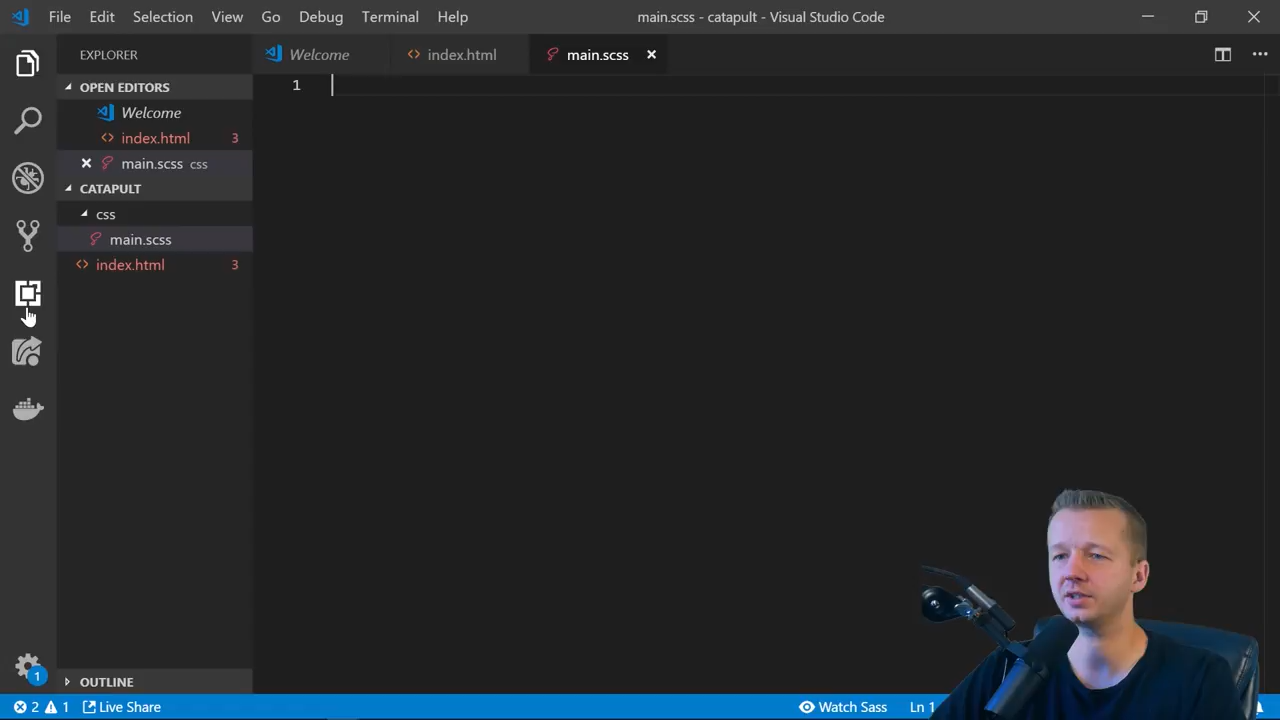 File Edit Selection View Go Debug Terminal Help
main.scss - catapult - Visual Studio Code
EXPLORER
Welcome
index.html
main.scss
OPEN EDITORS
Welcome
index.html 3
main.scss css
CATAPULT
css
main.scss
index.html 3
1
OUTLINE
1
2 1 Live Share
Watch Sass
Ln 1